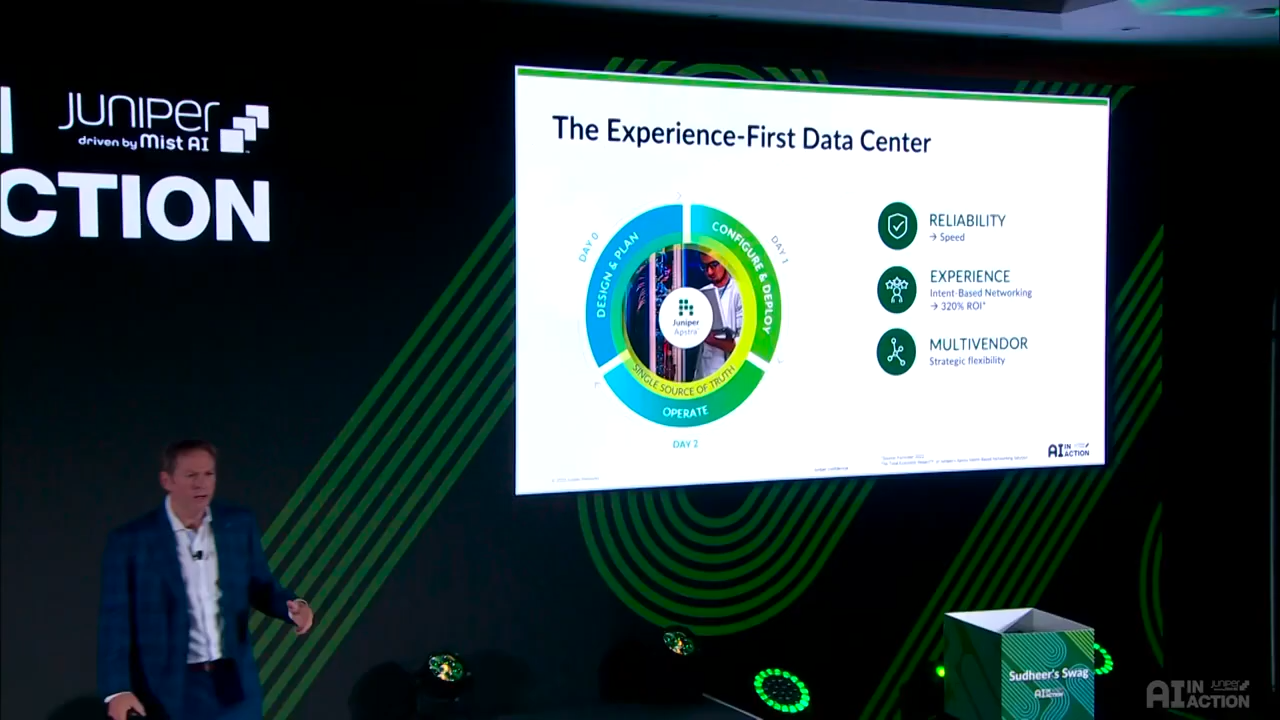 JUNIPER
driven by Mist AI
CTION
The Experience-First Data Center
DAY 0
DESIGN & PLAN
DAY 1
CONFIGURE & DEPLOY
Juniper
Apstra
SINGLE SOURCE OF TRUTH
OPERATE
DAY 2
RELIABILITY
→ Speed
EXPERIENCE
Intent-Based Networking
→ 320% ROI*
MULTIVENDOR
Strategic flexibility
AI IN
ACTION
Sudheer's Swag
AI IN
ACTION
AI IN JUNIPER
ACTION